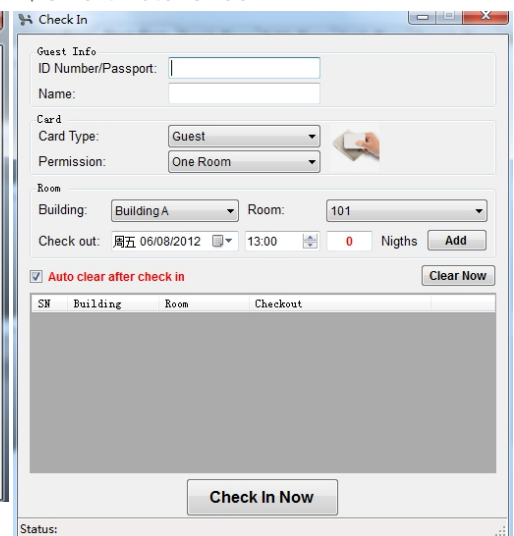 Check In
Guest Info
ID Number/Passport:
Name:
Card
Card Type: Guest
Permission: One Room
Room
Building: Building A Room: 101
Check out: 周五 06/08/2012 13:00 0 Nigths Add
Auto clear after check in Clear Now
SN Building Room Checkout
Check In Now
Status: